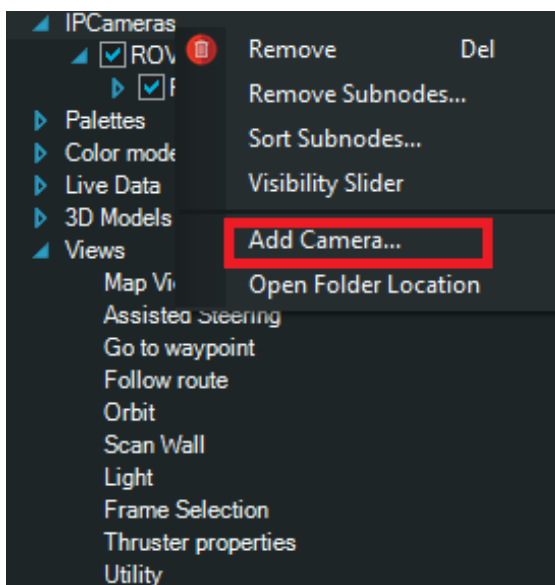 IPCameras
ROV
Remove Del
Remove Subnodes...
Palettes
Sort Subnodes...
Color mode
Live Data
Visibility Slider
3D Models
Add Camera...
Views
Map Vi
Open Folder Location
Assisted Steering
Go to waypoint
Follow route
Orbit
Scan Wall
Light
Frame Selection
Thruster properties
Utility